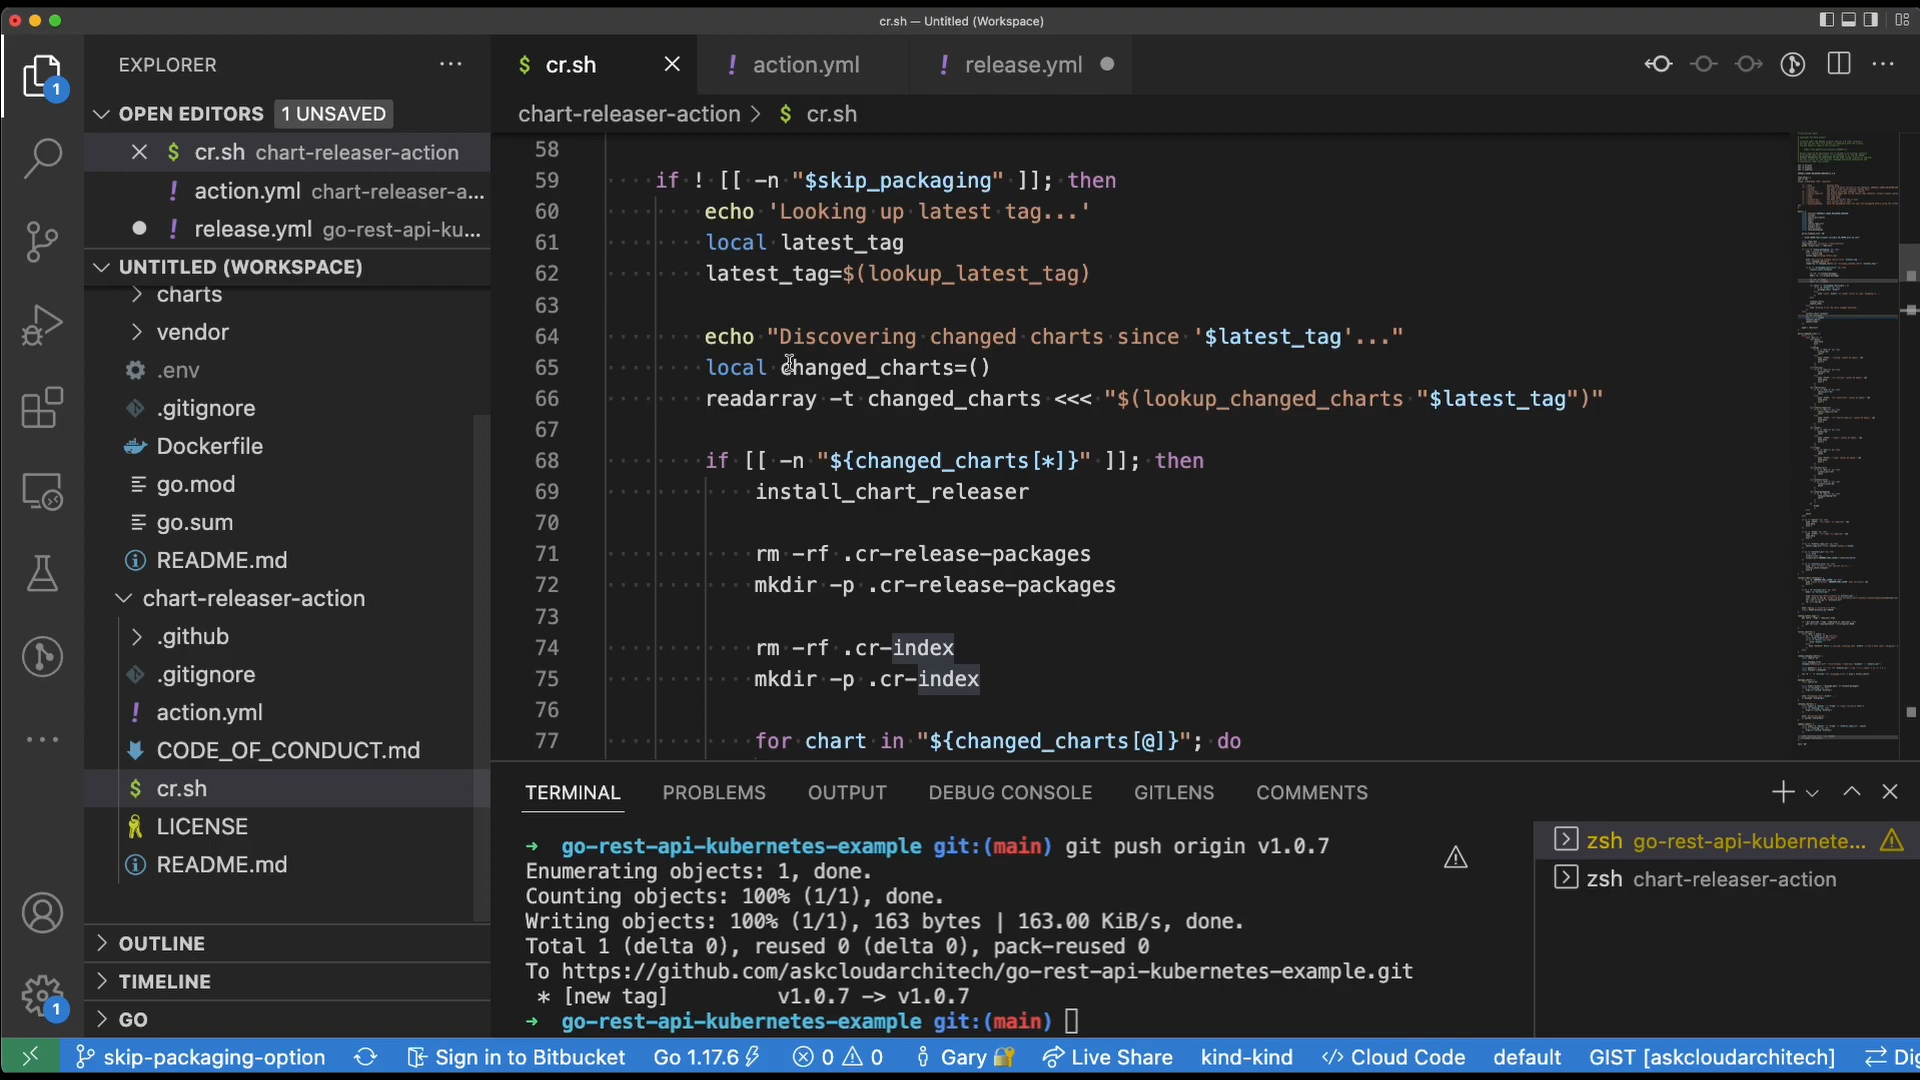 cr.sh — Untitled (Workspace)
EXPLORER
OPEN EDITORS 1 UNSAVED
cr.sh chart-releaser-action
action.yml chart-releaser-a...
release.yml go-rest-api-ku...
UNTITLED (WORKSPACE)
charts
vendor
.env
.gitignore
Dockerfile
go.mod
go.sum
README.md
chart-releaser-action
.github
.gitignore
action.yml
CODE_OF_CONDUCT.md
cr.sh
LICENSE
README.md
OUTLINE
TIMELINE
GO
1
1
cr.sh action.yml release.yml
chart-releaser-action > $ cr.sh
58
59 if ! [[ -n "$skip_packaging" ]]; then
60 echo 'Looking up latest tag...'
61 local latest_tag
62 latest_tag=$(lookup_latest_tag)
63
64 echo "Discovering changed charts since '$latest_tag'..."
65 local changed_charts=()
66 readarray -t changed_charts <<< "$(lookup_changed_charts "$latest_tag")"
67
68 if [[ -n "${changed_charts[*]}" ]]; then
69 install_chart_releaser
70
71 rm -rf .cr-release-packages
72 mkdir -p .cr-release-packages
73
74 rm -rf .cr-index
75 mkdir -p .cr-index
76
77 for chart in "${changed_charts[@]}"; do
TERMINAL PROBLEMS OUTPUT DEBUG CONSOLE GITLENS COMMENTS
→ go-rest-api-kubernetes-example git:(main) git push origin v1.0.7
Enumerating objects: 1, done.
Counting objects: 100% (1/1), done.
Writing objects: 100% (1/1), 163 bytes | 163.00 KiB/s, done.
Total 1 (delta 0), reused 0 (delta 0), pack-reused 0
To https://github.com/askcloudarchitech/go-rest-api-kubernetes-example.git
* [new tag] v1.0.7 -> v1.0.7
→ go-rest-api-kubernetes-example git:(main)
zsh go-rest-api-kubernete...
zsh chart-releaser-action
skip-packaging-option Sign in to Bitbucket Go 1.17.6 0 0 Gary Live Share kind-kind Cloud Code default GIST [askcloudarchitech] Dig